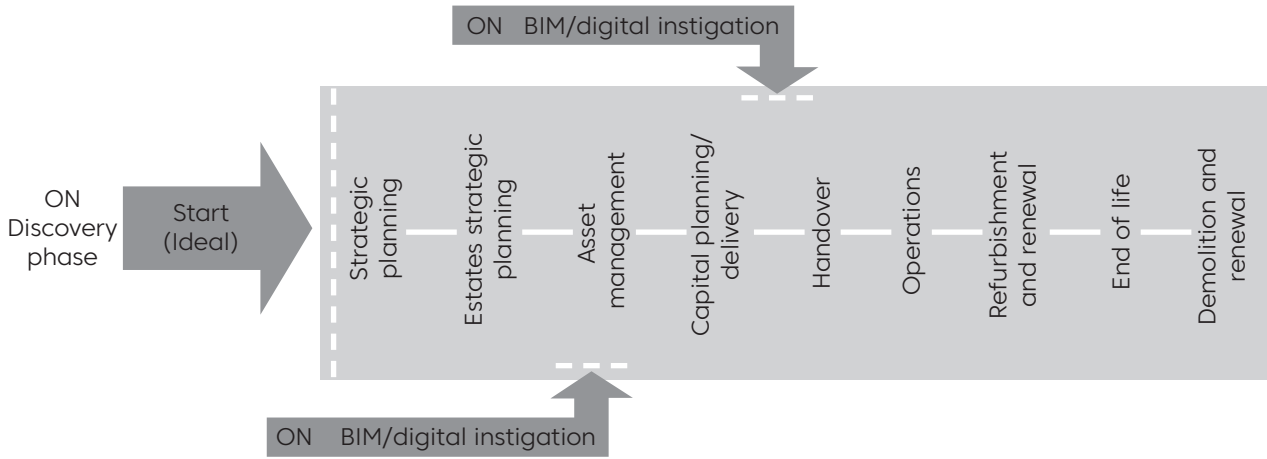 ON BIM/digital instigation
ON
Discovery
phase
Start
(Ideal)
Strategic
planning
Estates strategic
planning
Asset
management
Capital planning/
delivery
Handover
Operations
Refurbishment
and renewal
End of life
Demolition and
renewal
ON BIM/digital instigation